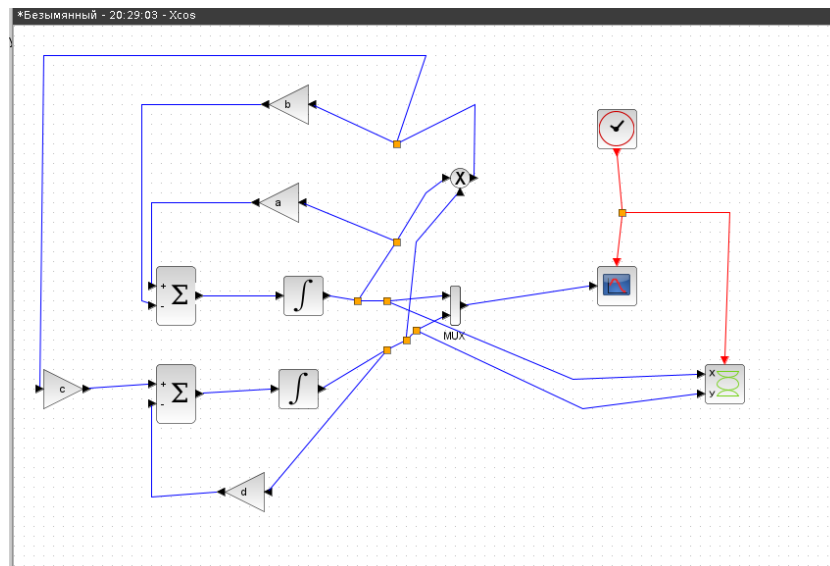 *Безымянный - 20:29:03 - Xcos
b
X
a
+
Σ
-
∫
MUX
x
y
c
+
Σ
-
∫
d